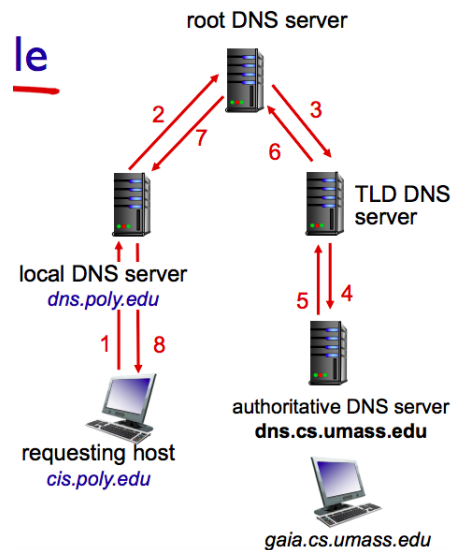 root DNS server
le
2
3
7
6
TLD DNS
server
local DNS server
dns.poly.edu
5
4
1
8
authoritative DNS server
dns.cs.umass.edu
requesting host
cis.poly.edu
gaia.cs.umass.edu